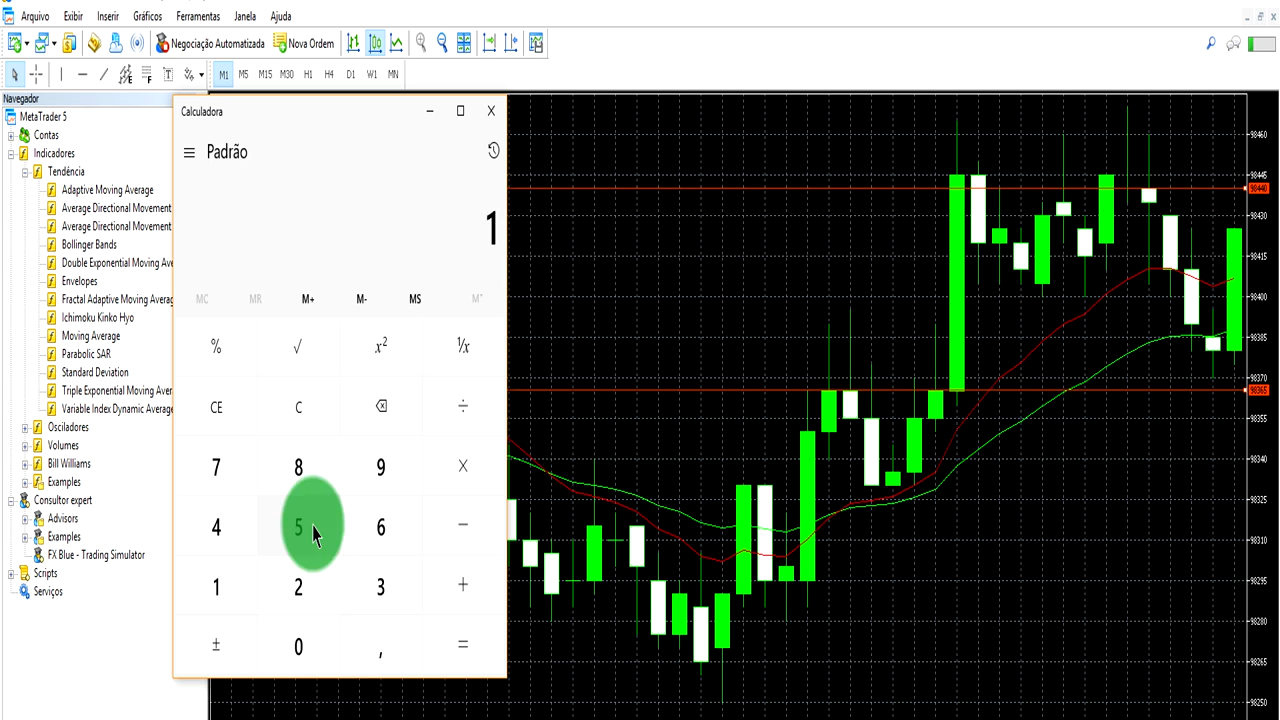 Arquivo Exibir Inserir Gráficos Ferramentas Janela Ajuda
Negociação Automatizada Nova Ordem
E F T M1 M5 M15 M30 H1 H4 D1 W1 MN
Navegador
MetaTrader 5
Contas
Indicadores
Tendência
Adaptive Moving Average
Average Directional Movement
Average Directional Movement
Bollinger Bands
Double Exponential Moving Ave
Envelopes
Fractal Adaptive Moving Average
Ichimoku Kinko Hyo
Moving Average
Parabolic SAR
Standard Deviation
Triple Exponential Moving Aver
Variable Index Dynamic Average
Osciladores
Volumes
Bill Williams
Examples
Consultor expert
Advisors
Examples
FX Blue - Trading Simulator
Scripts
Serviços
Calculadora
Padrão
1
MC MR M+ M- MS M˅
% √ x² ¹/x
CE C ÷
7 8 9 ×
4 5 6 −
1 2 3 +
± 0 , =
98460
98445
98440
98430
98415
98400
98385
98370
98365
98355
98340
98325
98310
98295
98280
98265
98250